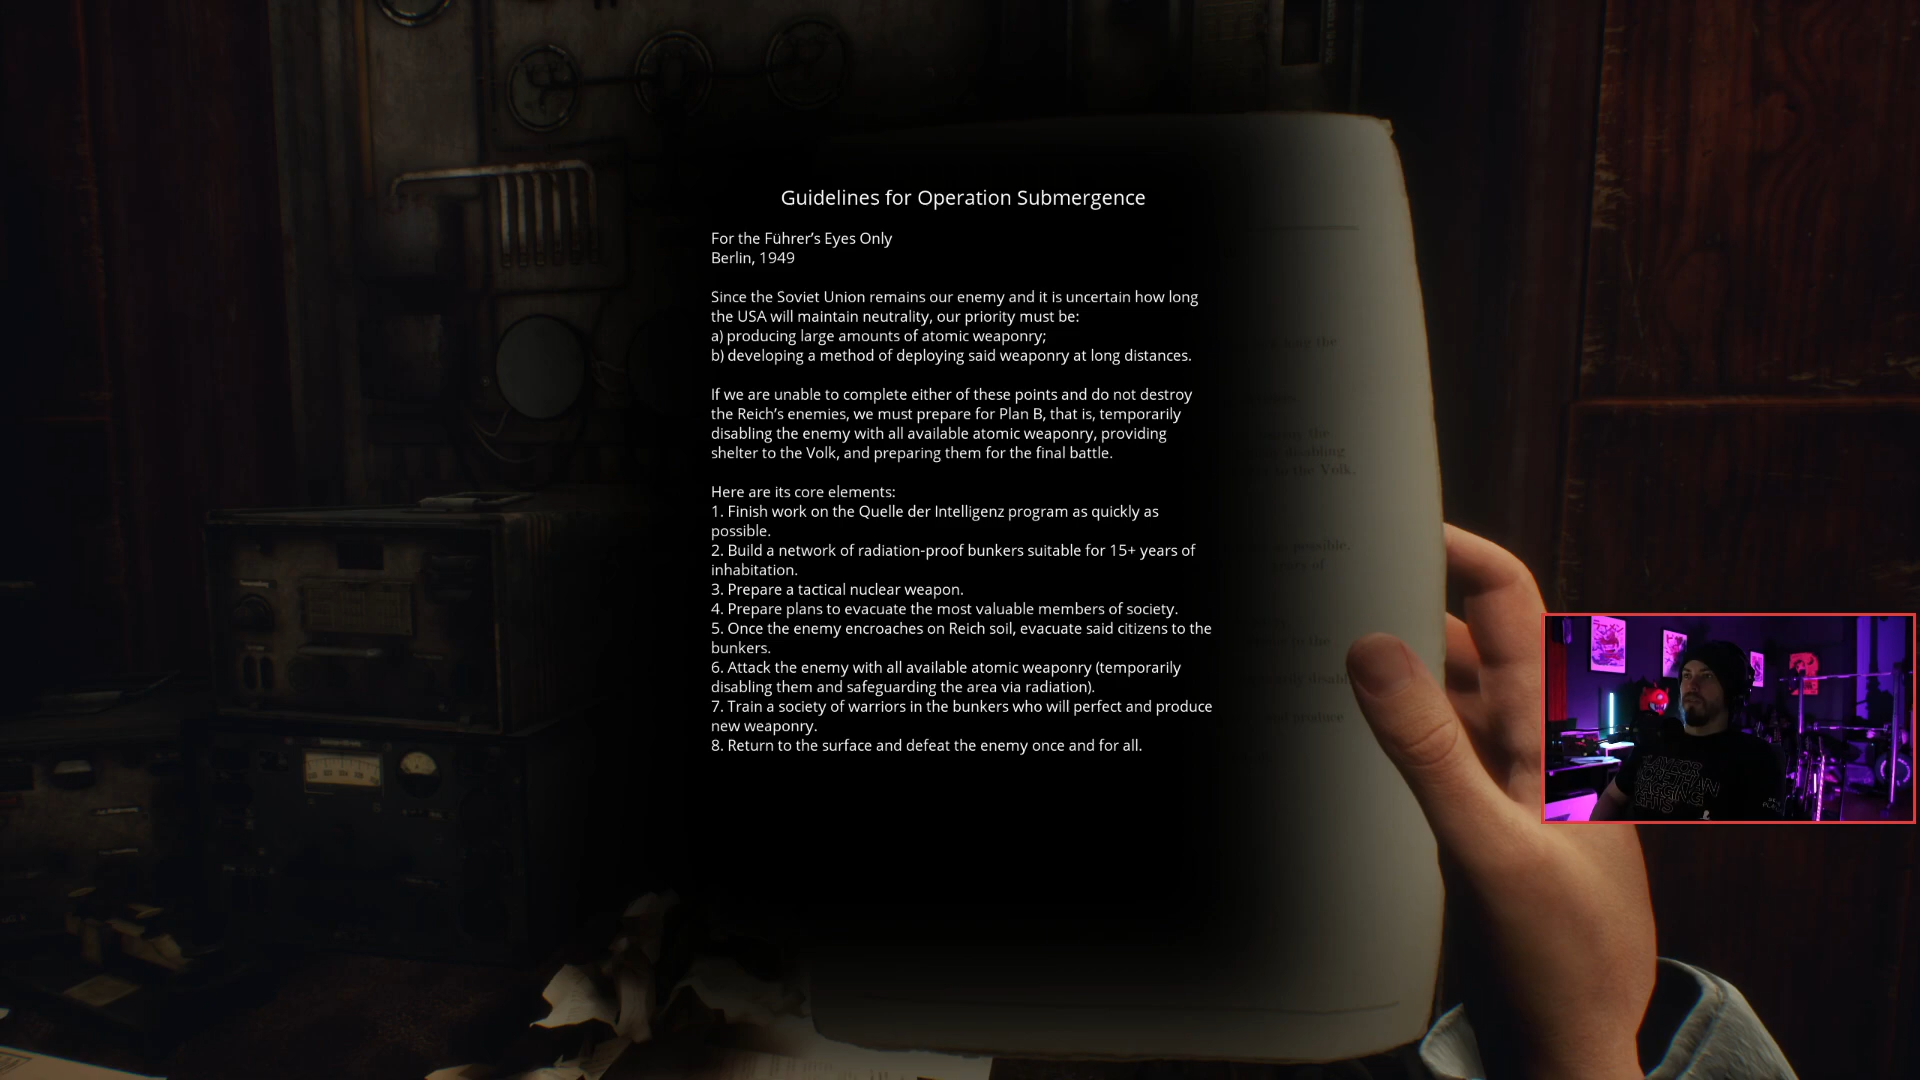 Guidelines for Operation Submergence
For the Führer's Eyes Only
Berlin, 1949
Since the Soviet Union remains our enemy and it is uncertain how long
the USA will maintain neutrality, our priority must be:
a) producing large amounts of atomic weaponry;
b) developing a method of deploying said weaponry at long distances.
If we are unable to complete either of these points and do not destroy
the Reich's enemies, we must prepare for Plan B, that is, temporarily
disabling the enemy with all available atomic weaponry, providing
shelter to the Volk, and preparing them for the final battle.
Here are its core elements:
1. Finish work on the Quelle der Intelligenz program as quickly as
possible.
2. Build a network of radiation-proof bunkers suitable for 15+ years of
inhabitation.
3. Prepare a tactical nuclear weapon.
4. Prepare plans to evacuate the most valuable members of society.
5. Once the enemy encroaches on Reich soil, evacuate said citizens to the
bunkers.
6. Attack the enemy with all available atomic weaponry (temporarily
disabling them and safeguarding the area via radiation).
7. Train a society of warriors in the bunkers who will perfect and produce
new weaponry.
8. Return to the surface and defeat the enemy once and for all.